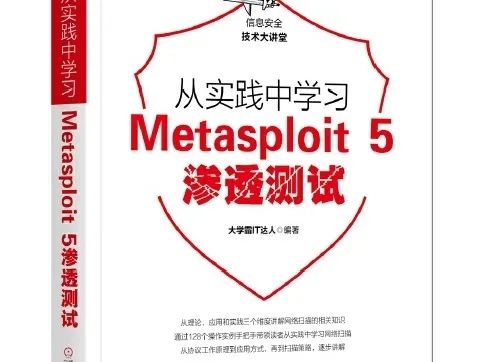 从实践中学习
Metasploit 5渗透测试
信息安全
技术大讲堂
从实践中学习
Metasploit 5
渗透测试
大学霸IT达人 编著
从理论、应用和实践三个维度讲解网络扫描的相关知识
通过128个操作实例手把手带领读者从实践中学习网络扫描
从协议工作原理到应用方式，再到扫描策略，逐步讲解